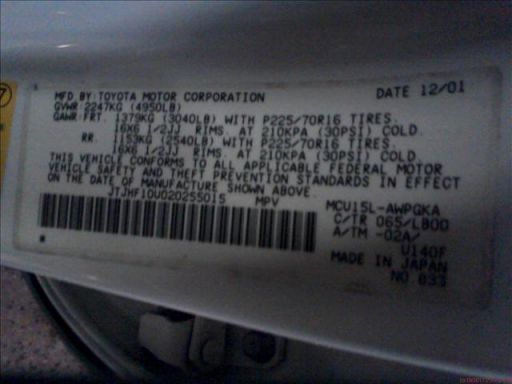 MFD BY: TOYOTA MOTOR CORPORATION DATE 12/01
GVWR: 2247KG (4950LB)
GAWR: FRT. 1379KG (3040LB) WITH P225/70R16 TIRES.
16X6 1/2JJ RIMS. AT 210KPA (30PSI) COLD.
RR. 1153KG (2540LB) WITH P225/70R16 TIRES.
16X6 1/2JJ RIMS. AT 210KPA (30PSI) COLD.
THIS VEHICLE CONFORMS TO ALL APPLICABLE FEDERAL MOTOR
VEHICLE SAFETY AND THEFT PREVENTION STANDARDS IN EFFECT
ON THE DATE OF MANUFACTURE SHOWN ABOVE.
JTJHF10U020255015 MPV
MCU15L-AWPGKA
C/TR 065/LB00
A/TM -02A/
U140F
MADE IN JAPAN
NO. 833
7